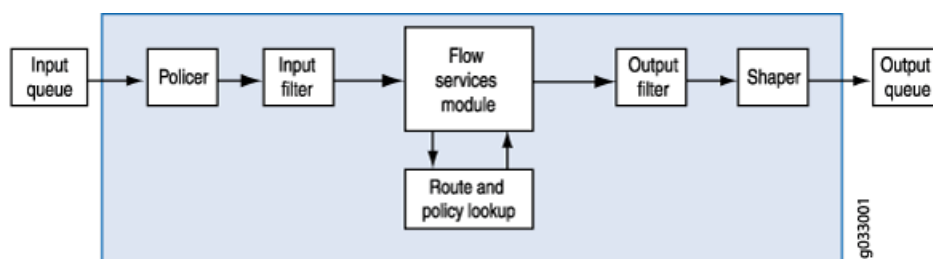 Input
queue
Policer
Input
filter
Flow
services
module
Route and
policy lookup
Output
filter
Shaper
Output
queue
g033001